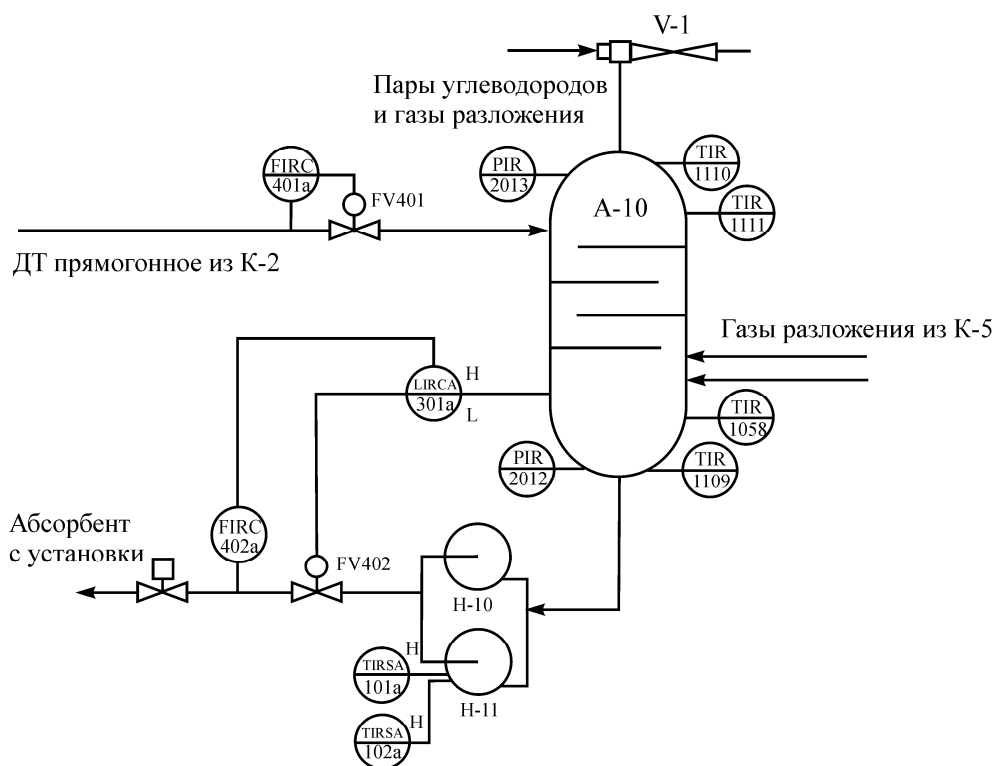 V-1
Пары углеводородов
и газы разложения
FIRC
401a
FV401
PIR
2013
TIR
1110
А-10
TIR
1111
ДТ прямогонное из К-2
Газы разложения из К-5
LIRCA
301a
H
L
TIR
1058
PIR
2012
TIR
1109
Абсорбент
с установки
FIRC
402a
FV402
Н-10
H
TIRSA
101a
Н-11
H
TIRSA
102a